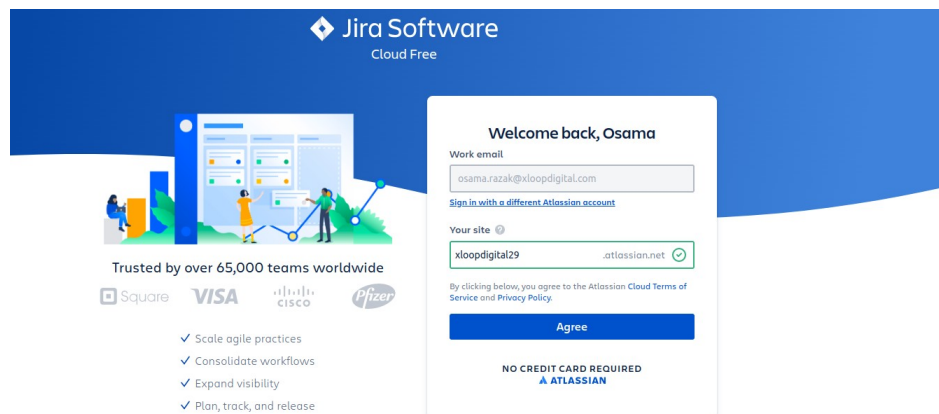 Jira Software
Cloud Free
Welcome back, Osama
Work email
osama.razak@xloopdigital.com
Sign in with a different Atlassian account
Your site
xloopdigital29 .atlassian.net
By clicking below, you agree to the Atlassian Cloud Terms of
Service and Privacy Policy.
Agree
NO CREDIT CARD REQUIRED
ATLASSIAN
Trusted by over 65,000 teams worldwide
Square VISA CISCO Pfizer
Scale agile practices
Consolidate workflows
Expand visibility
Plan, track, and release